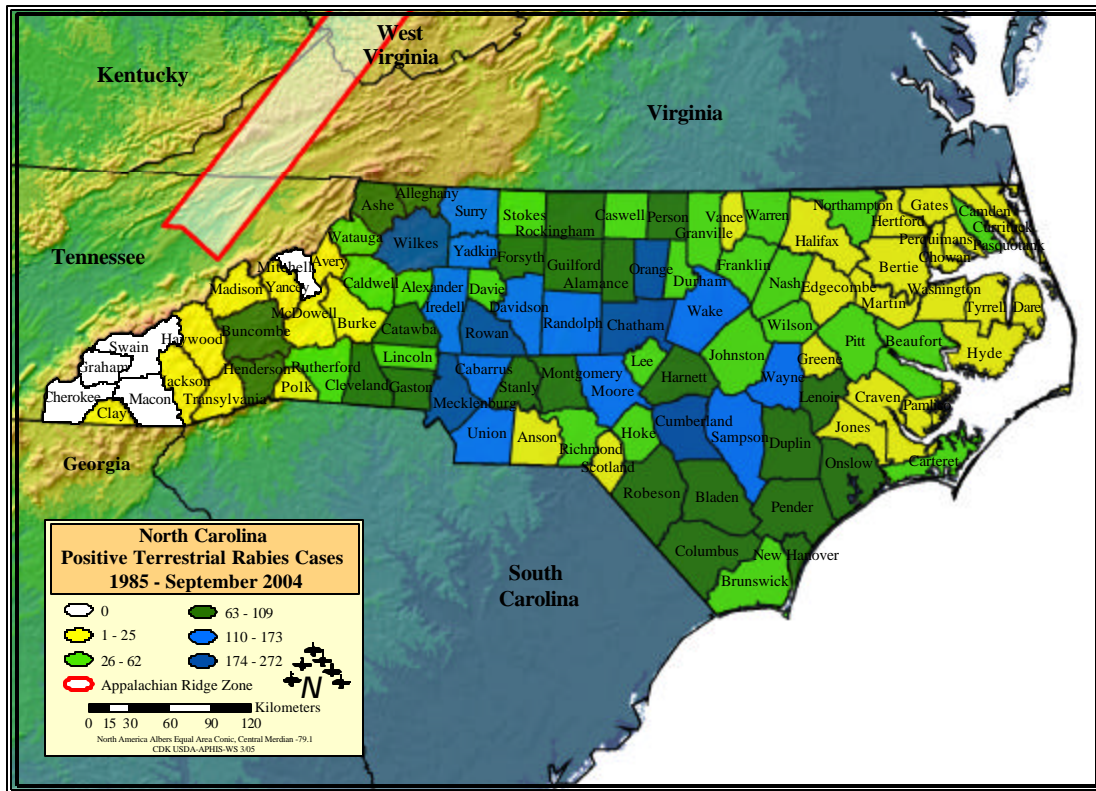 West
Virginia
Kentucky
Virginia
Tennessee
Alleghany
Ashe
Surry
Stokes
Rockingham
Caswell
Person
Vance
Granville
Warren
Northampton
Hertford
Gates
Camden
Currituck
Pasquotank
Perquimans
Chowan
Watauga
Wilkes
Yadkin
Forsyth
Guilford
Alamance
Orange
Durham
Franklin
Halifax
Bertie
Mitchell
Avery
Madison
Yancey
Caldwell
Alexander
Davie
Iredell
Davidson
Randolph
Chatham
Wake
Nash
Edgecombe
Martin
Washington
Tyrrell
Dare
McDowell
Burke
Catawba
Rowan
Wilson
Buncombe
Haywood
Swain
Graham
Rutherford
Lincoln
Cabarrus
Stanly
Montgomery
Moore
Lee
Harnett
Johnston
Wayne
Greene
Pitt
Beaufort
Hyde
Henderson
Jackson
Polk
Cleveland
Gaston
Cherokee
Macon
Transylvania
Clay
Mecklenburg
Lenoir
Craven
Pamlico
Union
Anson
Richmond
Hoke
Scotland
Cumberland
Sampson
Duplin
Jones
Onslow
Carteret
Georgia
Robeson
Bladen
Pender
Columbus
New Hanover
Brunswick
South
Carolina
North Carolina
Positive Terrestrial Rabies Cases
1985 - September 2004
0
63 - 109
1 - 25
110 - 173
26 - 62
174 - 272
Appalachian Ridge Zone
N
Kilometers
0 15 30 60 90 120
North America Albers Equal Area Conic, Central Merdian -79.1
CDK USDA-APHIS-WS 3/05